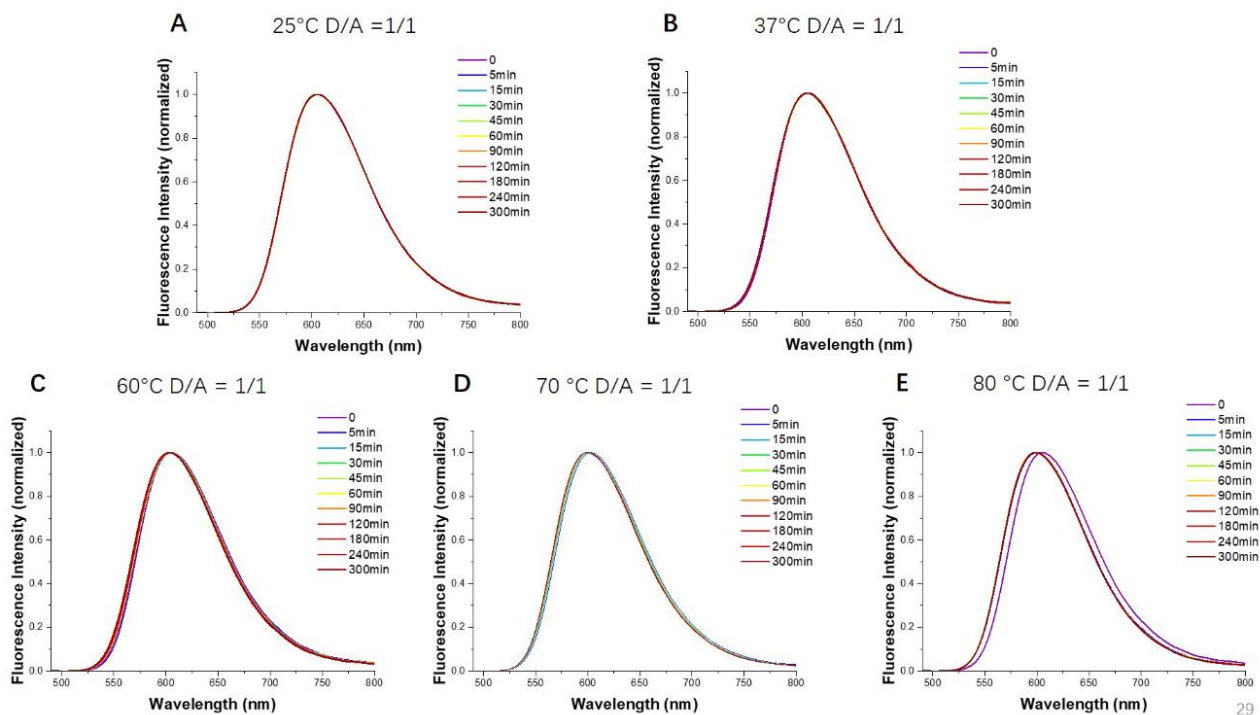 A 25°C D/A =1/1
Fluorescence Intensity (normalized)
1.0
0.8
0.6
0.4
0.2
0.0
500 550 600 650 700 750 800
Wavelength (nm)
0
5min
15min
30min
45min
60min
90min
120min
180min
240min
300min
B 37°C D/A = 1/1
Fluorescence Intensity (normalized)
1.0
0.8
0.6
0.4
0.2
0.0
500 550 600 650 700 750 800
Wavelength (nm)
0
5min
15min
30min
45min
60min
90min
120min
180min
240min
300min
C 60°C D/A = 1/1
Fluorescence Intensity (normalized)
1.0
0.8
0.6
0.4
0.2
0.0
500 550 600 650 700 750 800
Wavelength (nm)
0
5min
15min
30min
45min
60min
90min
120min
180min
240min
300min
D 70 °C D/A = 1/1
Fluorescence Intensity (normalized)
1.0
0.8
0.6
0.4
0.2
0.0
500 550 600 650 700 750 800
Wavelength (nm)
0
5min
15min
30min
45min
60min
90min
120min
180min
240min
300min
E 80 °C D/A = 1/1
Fluorescence Intensity (normalized)
1.0
0.8
0.6
0.4
0.2
0.0
500 550 600 650 700 750 800
Wavelength (nm)
0
5min
15min
30min
45min
60min
90min
120min
180min
240min
300min
29